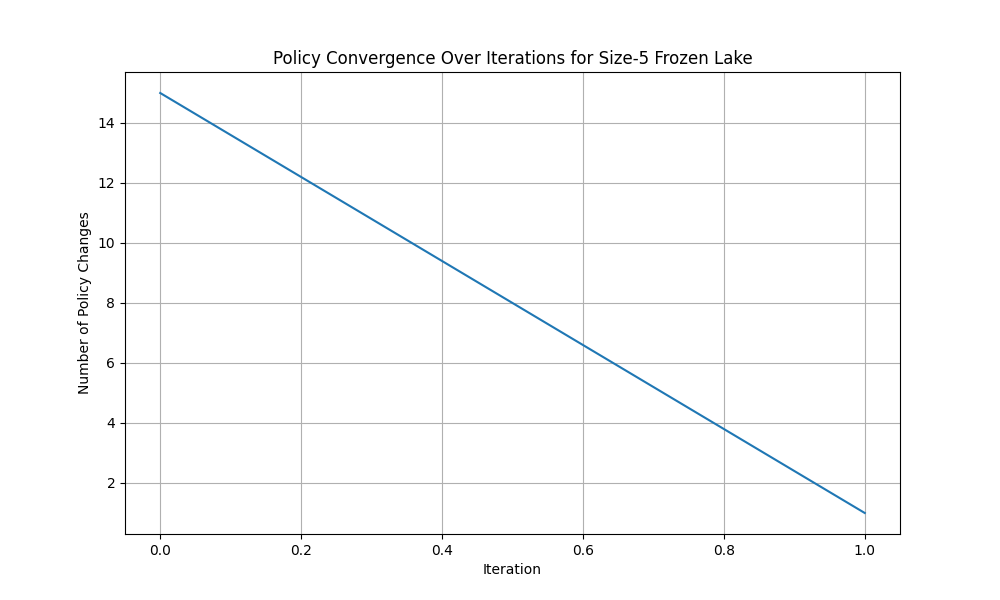 Policy Convergence Over Iterations for Size-5 Frozen Lake
Number of Policy Changes
14
12
10
8
6
4
2
0.0 0.2 0.4 0.6 0.8 1.0
Iteration